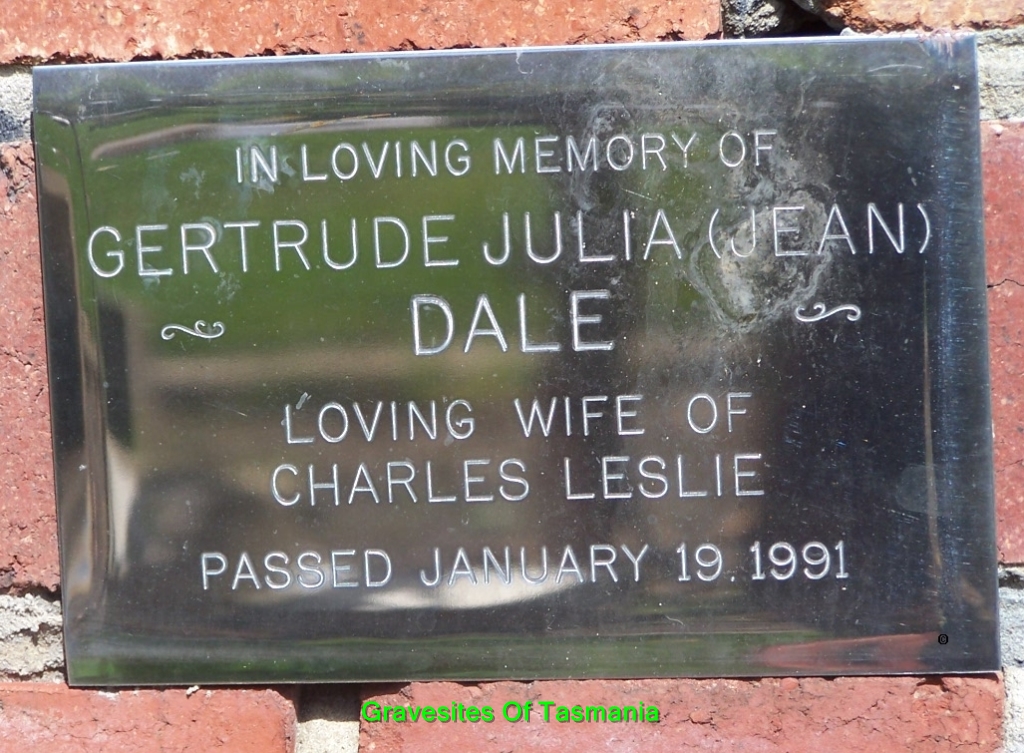 IN LOVING MEMORY OF
GERTRUDE JULIA (JEAN)
DALE
LOVING WIFE OF
CHARLES LESLIE
PASSED JANUARY 19. 1991
©
Gravesites Of Tasmania